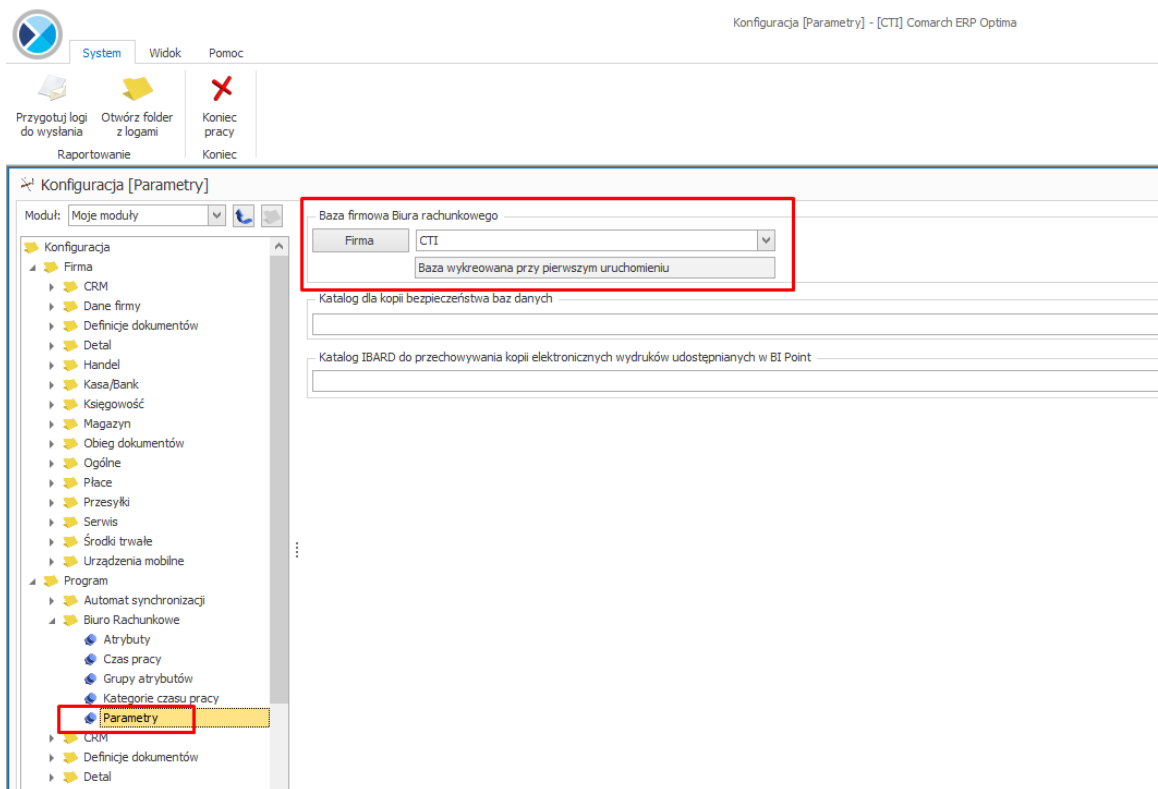 Konfiguracja [Parametry] - [CTI] Comarch ERP Optima
System Widok Pomoc
Przygotuj logi do wysłania
Otwórz folder z logami
Koniec pracy
Raportowanie
Koniec
Konfiguracja [Parametry]
Moduł: Moje moduły
Konfiguracja
Firma
CRM
Dane firmy
Definicje dokumentów
Detal
Handel
Kasa/Bank
Księgowość
Magazyn
Obieg dokumentów
Ogólne
Płace
Przesyłki
Serwis
Środki trwałe
Urządzenia mobilne
Program
Automat synchronizacji
Biuro Rachunkowe
Atrybuty
Czas pracy
Grupy atrybutów
Kategorie czasu pracy
Parametry
CRM
Definicje dokumentów
Detal
Baza firmowa Biura rachunkowego
Firma CTI
Baza wykreowana przy pierwszym uruchomieniu
Katalog dla kopii bezpieczeństwa baz danych
Katalog IBARD do przechowywania kopii elektronicznych wydruków udostępnianych w BI Point